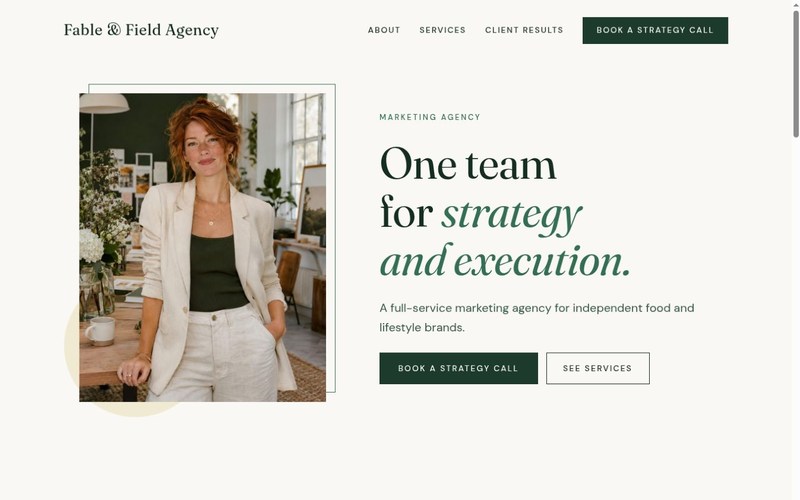 Fable & Field Agency
ABOUT
SERVICES
CLIENT RESULTS
BOOK A STRATEGY CALL
MARKETING AGENCY
One team
for strategy
and execution.
A full-service marketing agency for independent food and
lifestyle brands.
BOOK A STRATEGY CALL
SEE SERVICES